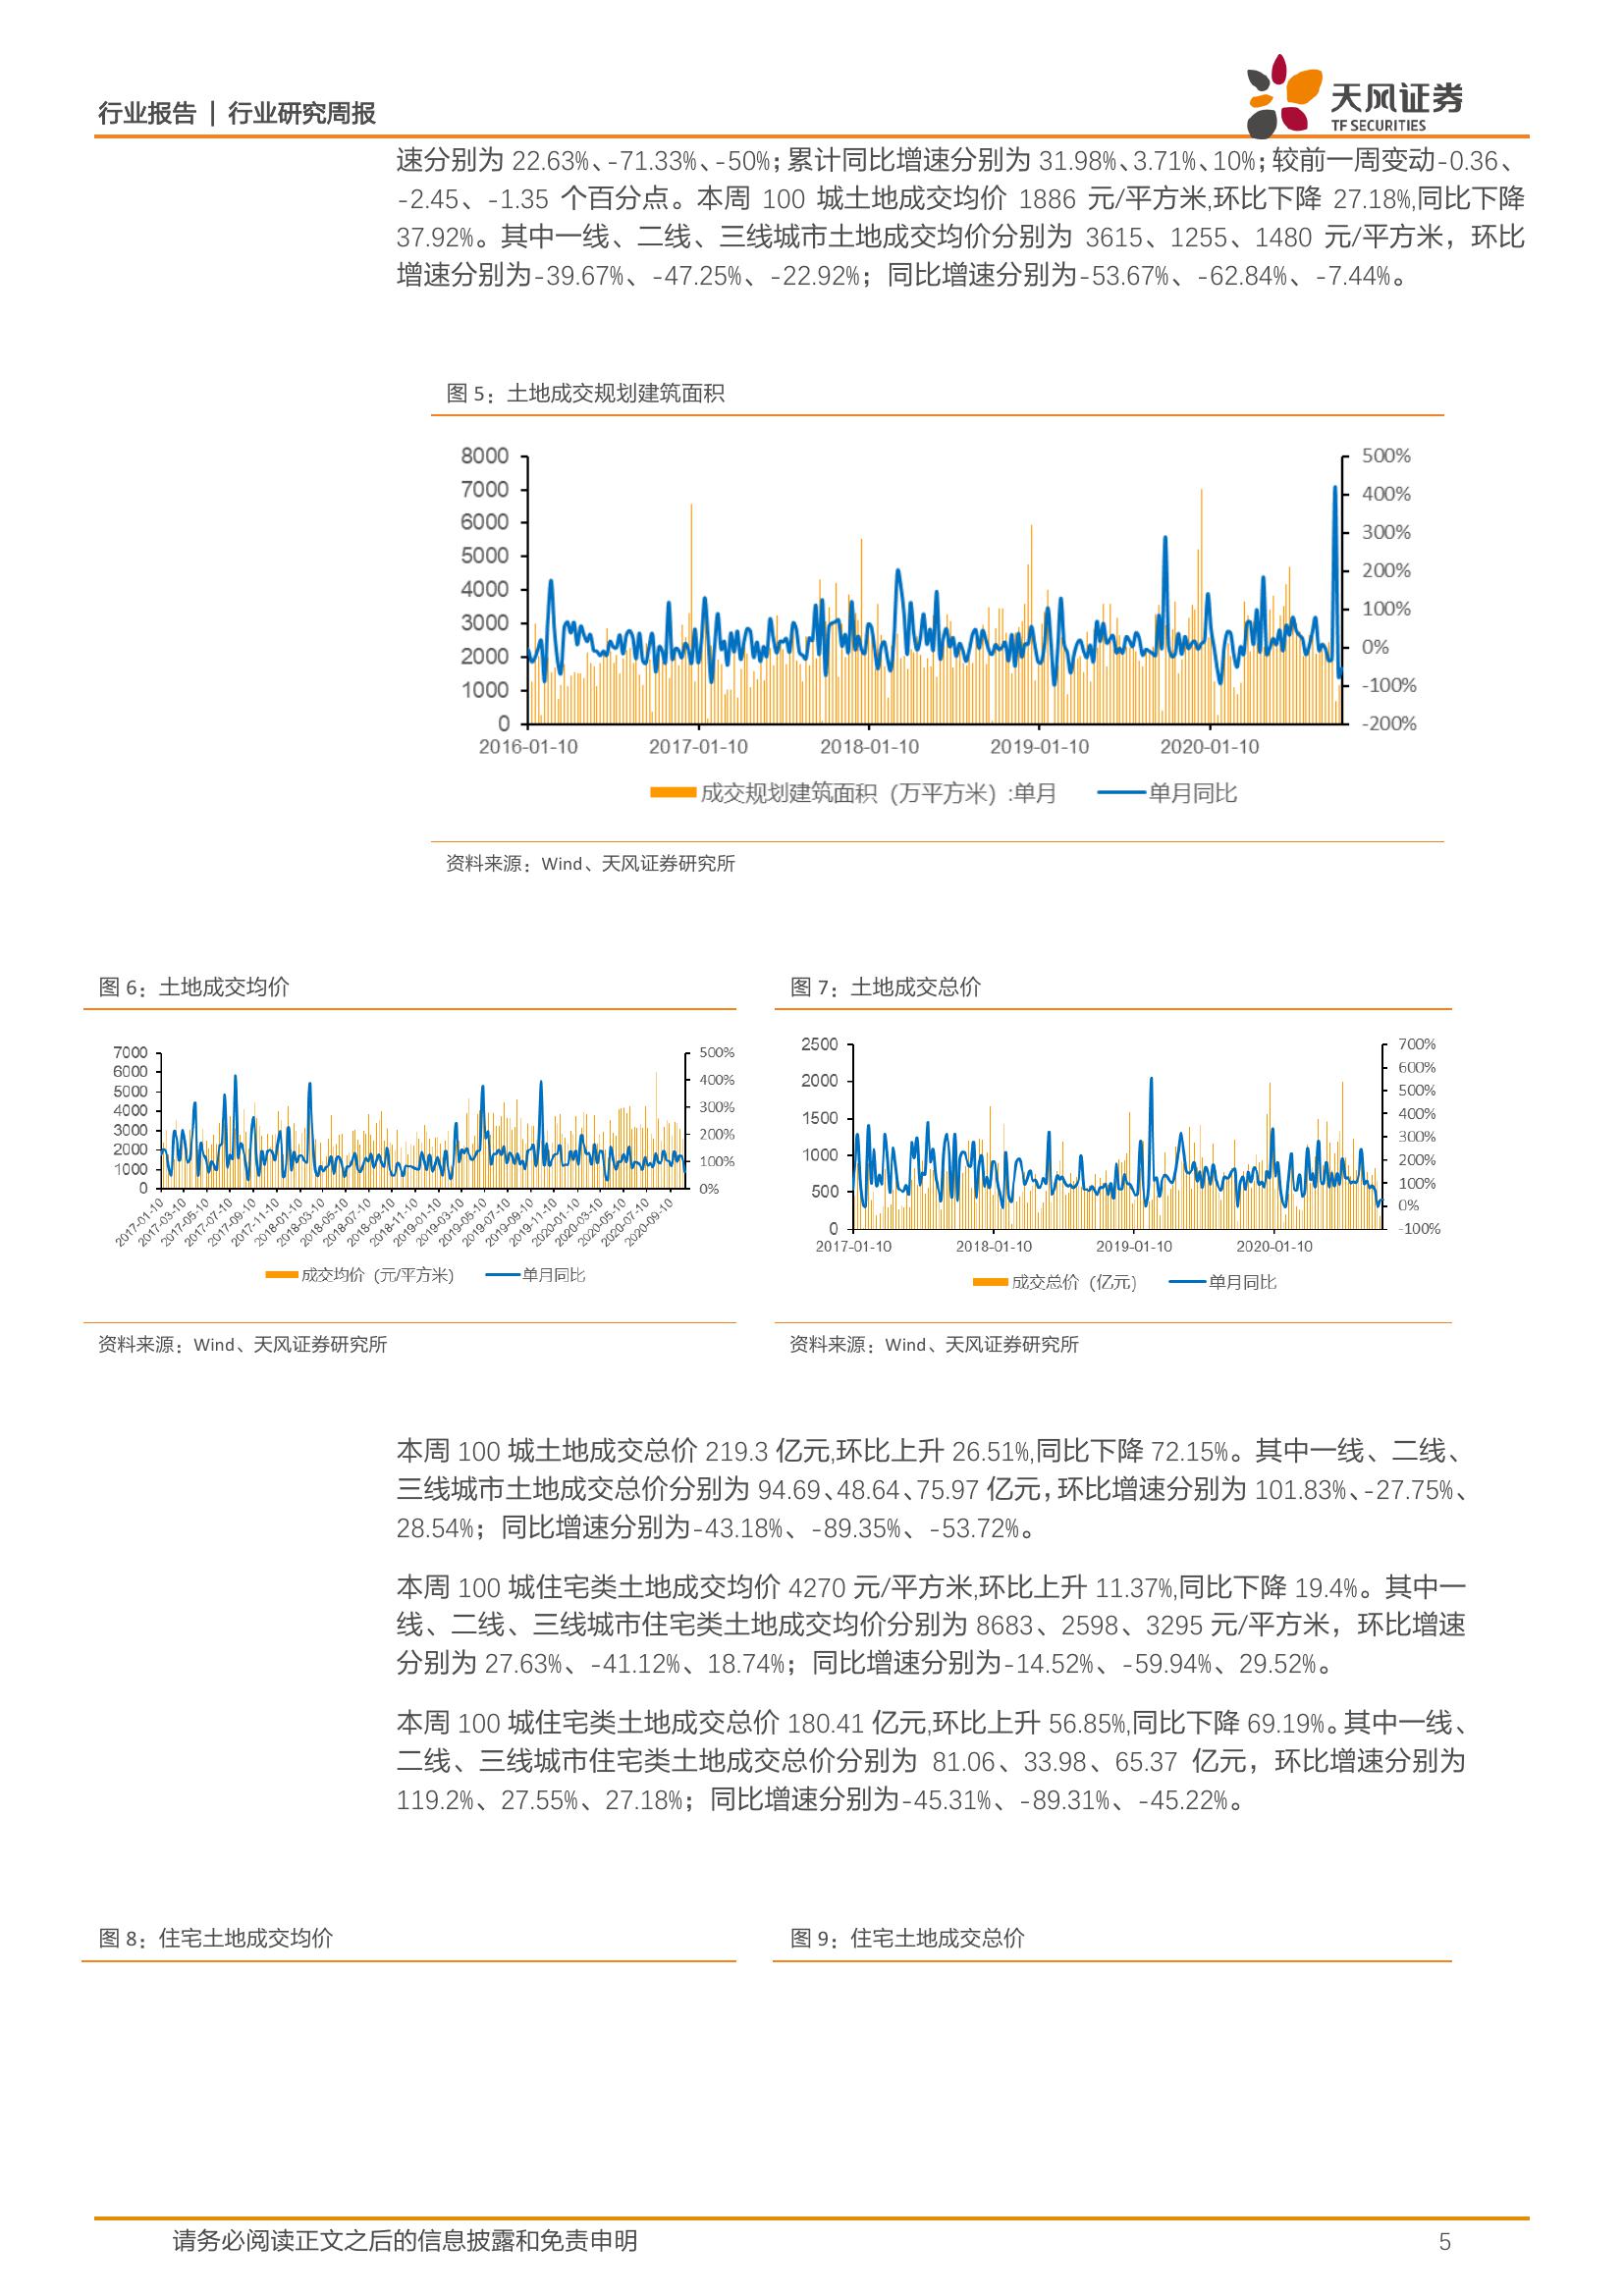 行业报告 | 行业研究周报
天风证券
TF SECURITIES
速分别为 22.63%、-71.33%、-50%；累计同比增速分别为 31.98%、3.71%、10%；较前一周变动-0.36、
-2.45、-1.35 个百分点。本周 100 城土地成交均价 1886 元/平方米,环比下降 27.18%,同比下降
37.92%。其中一线、二线、三线城市土地成交均价分别为 3615、1255、1480 元/平方米，环比
增速分别为-39.67%、-47.25%、-22.92%；同比增速分别为-53.67%、-62.84%、-7.44%。
图 5：土地成交规划建筑面积
8000
7000
6000
5000
4000
3000
2000
1000
0
500%
400%
300%
200%
100%
0%
-100%
-200%
2016-01-10 2017-01-10 2018-01-10 2019-01-10 2020-01-10
成交规划建筑面积（万平方米）:单月 单月同比
资料来源：Wind、天风证券研究所
图 6：土地成交均价
7000
6000
5000
4000
3000
2000
1000
0
500%
400%
300%
200%
100%
0%
2017-01-10 2017-03-10 2017-05-10 2017-07-10 2017-09-10 2017-11-10 2018-01-10 2018-03-10 2018-05-10 2018-07-10 2018-09-10 2018-11-10 2019-01-10 2019-03-10 2019-05-10 2019-07-10 2019-09-10 2019-11-10 2020-01-10 2020-03-10 2020-05-10 2020-07-10 2020-09-10
成交均价（元/平方米） 单月同比
资料来源：Wind、天风证券研究所
图 7：土地成交总价
2500
2000
1500
1000
500
0
700%
600%
500%
400%
300%
200%
100%
0%
-100%
2017-01-10 2018-01-10 2019-01-10 2020-01-10
成交总价（亿元） 单月同比
资料来源：Wind、天风证券研究所
本周 100 城土地成交总价 219.3 亿元,环比上升 26.51%,同比下降 72.15%。其中一线、二线、
三线城市土地成交总价分别为 94.69、48.64、75.97 亿元，环比增速分别为 101.83%、-27.75%、
28.54%；同比增速分别为-43.18%、-89.35%、-53.72%。
本周 100 城住宅类土地成交均价 4270 元/平方米,环比上升 11.37%,同比下降 19.4%。其中一
线、二线、三线城市住宅类土地成交均价分别为 8683、2598、3295 元/平方米，环比增速
分别为 27.63%、-41.12%、18.74%；同比增速分别为-14.52%、-59.94%、29.52%。
本周 100 城住宅类土地成交总价 180.41 亿元,环比上升 56.85%,同比下降 69.19%。其中一线、
二线、三线城市住宅类土地成交总价分别为 81.06、33.98、65.37 亿元，环比增速分别为
119.2%、27.55%、27.18%；同比增速分别为-45.31%、-89.31%、-45.22%。
图 8：住宅土地成交均价
图 9：住宅土地成交总价
请务必阅读正文之后的信息披露和免责申明
5